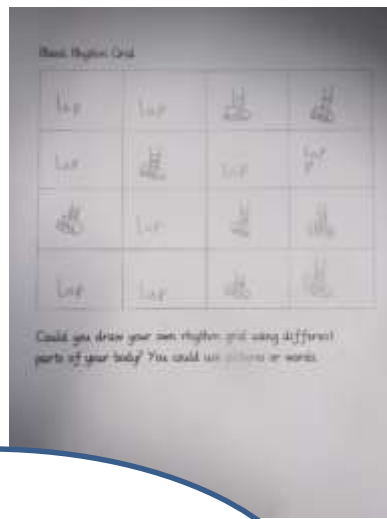 Blank Rhythm Grid
lap lap
lap lap lap
lap
lap lap
Could you draw your own rhythm grid using different
parts of your body? You could use pictures or words.